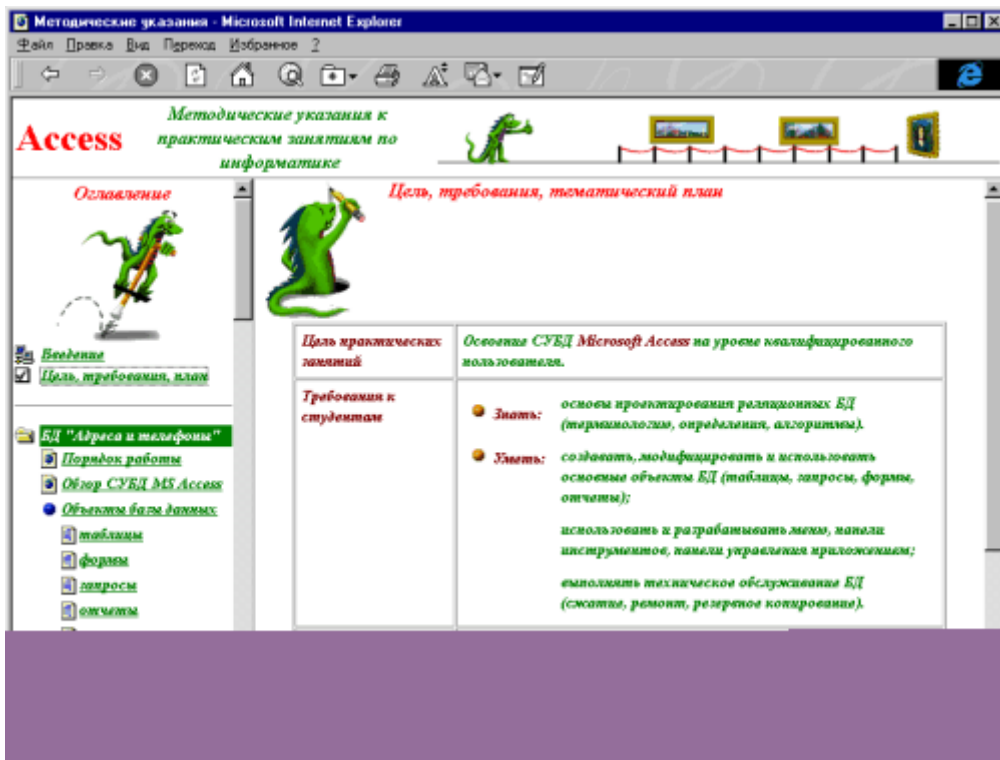 Методические указания - Microsoft Internet Explorer
Файл Правка Вид Переход Избранное ?
Access
Методические указания к
практическим занятиям по
информатике
Оглавление
Введение
Цель, требования, план
БД "Адреса и телефоны"
Порядок работы
Обзор СУБД MS Access
Объекты базы данных
таблицы
формы
запросы
отчеты
Цель, требования, тематический план
Цель практических
занятий
Освоение СУБД Microsoft Access на уровне квалифицированного
пользователя.
Требования к
студентам
Знать:
основы проектирования реляционных БД
(терминологию, определения, алгоритмы).
Уметь:
создавать, модифицировать и использовать
основные объекты БД (таблицы, запросы, формы,
отчеты);
использовать и разрабатывать меню, панели
инструментов, панели управления приложением;
выполнять техническое обслуживание БД
(сжатие, ремонт, резервное копирование).